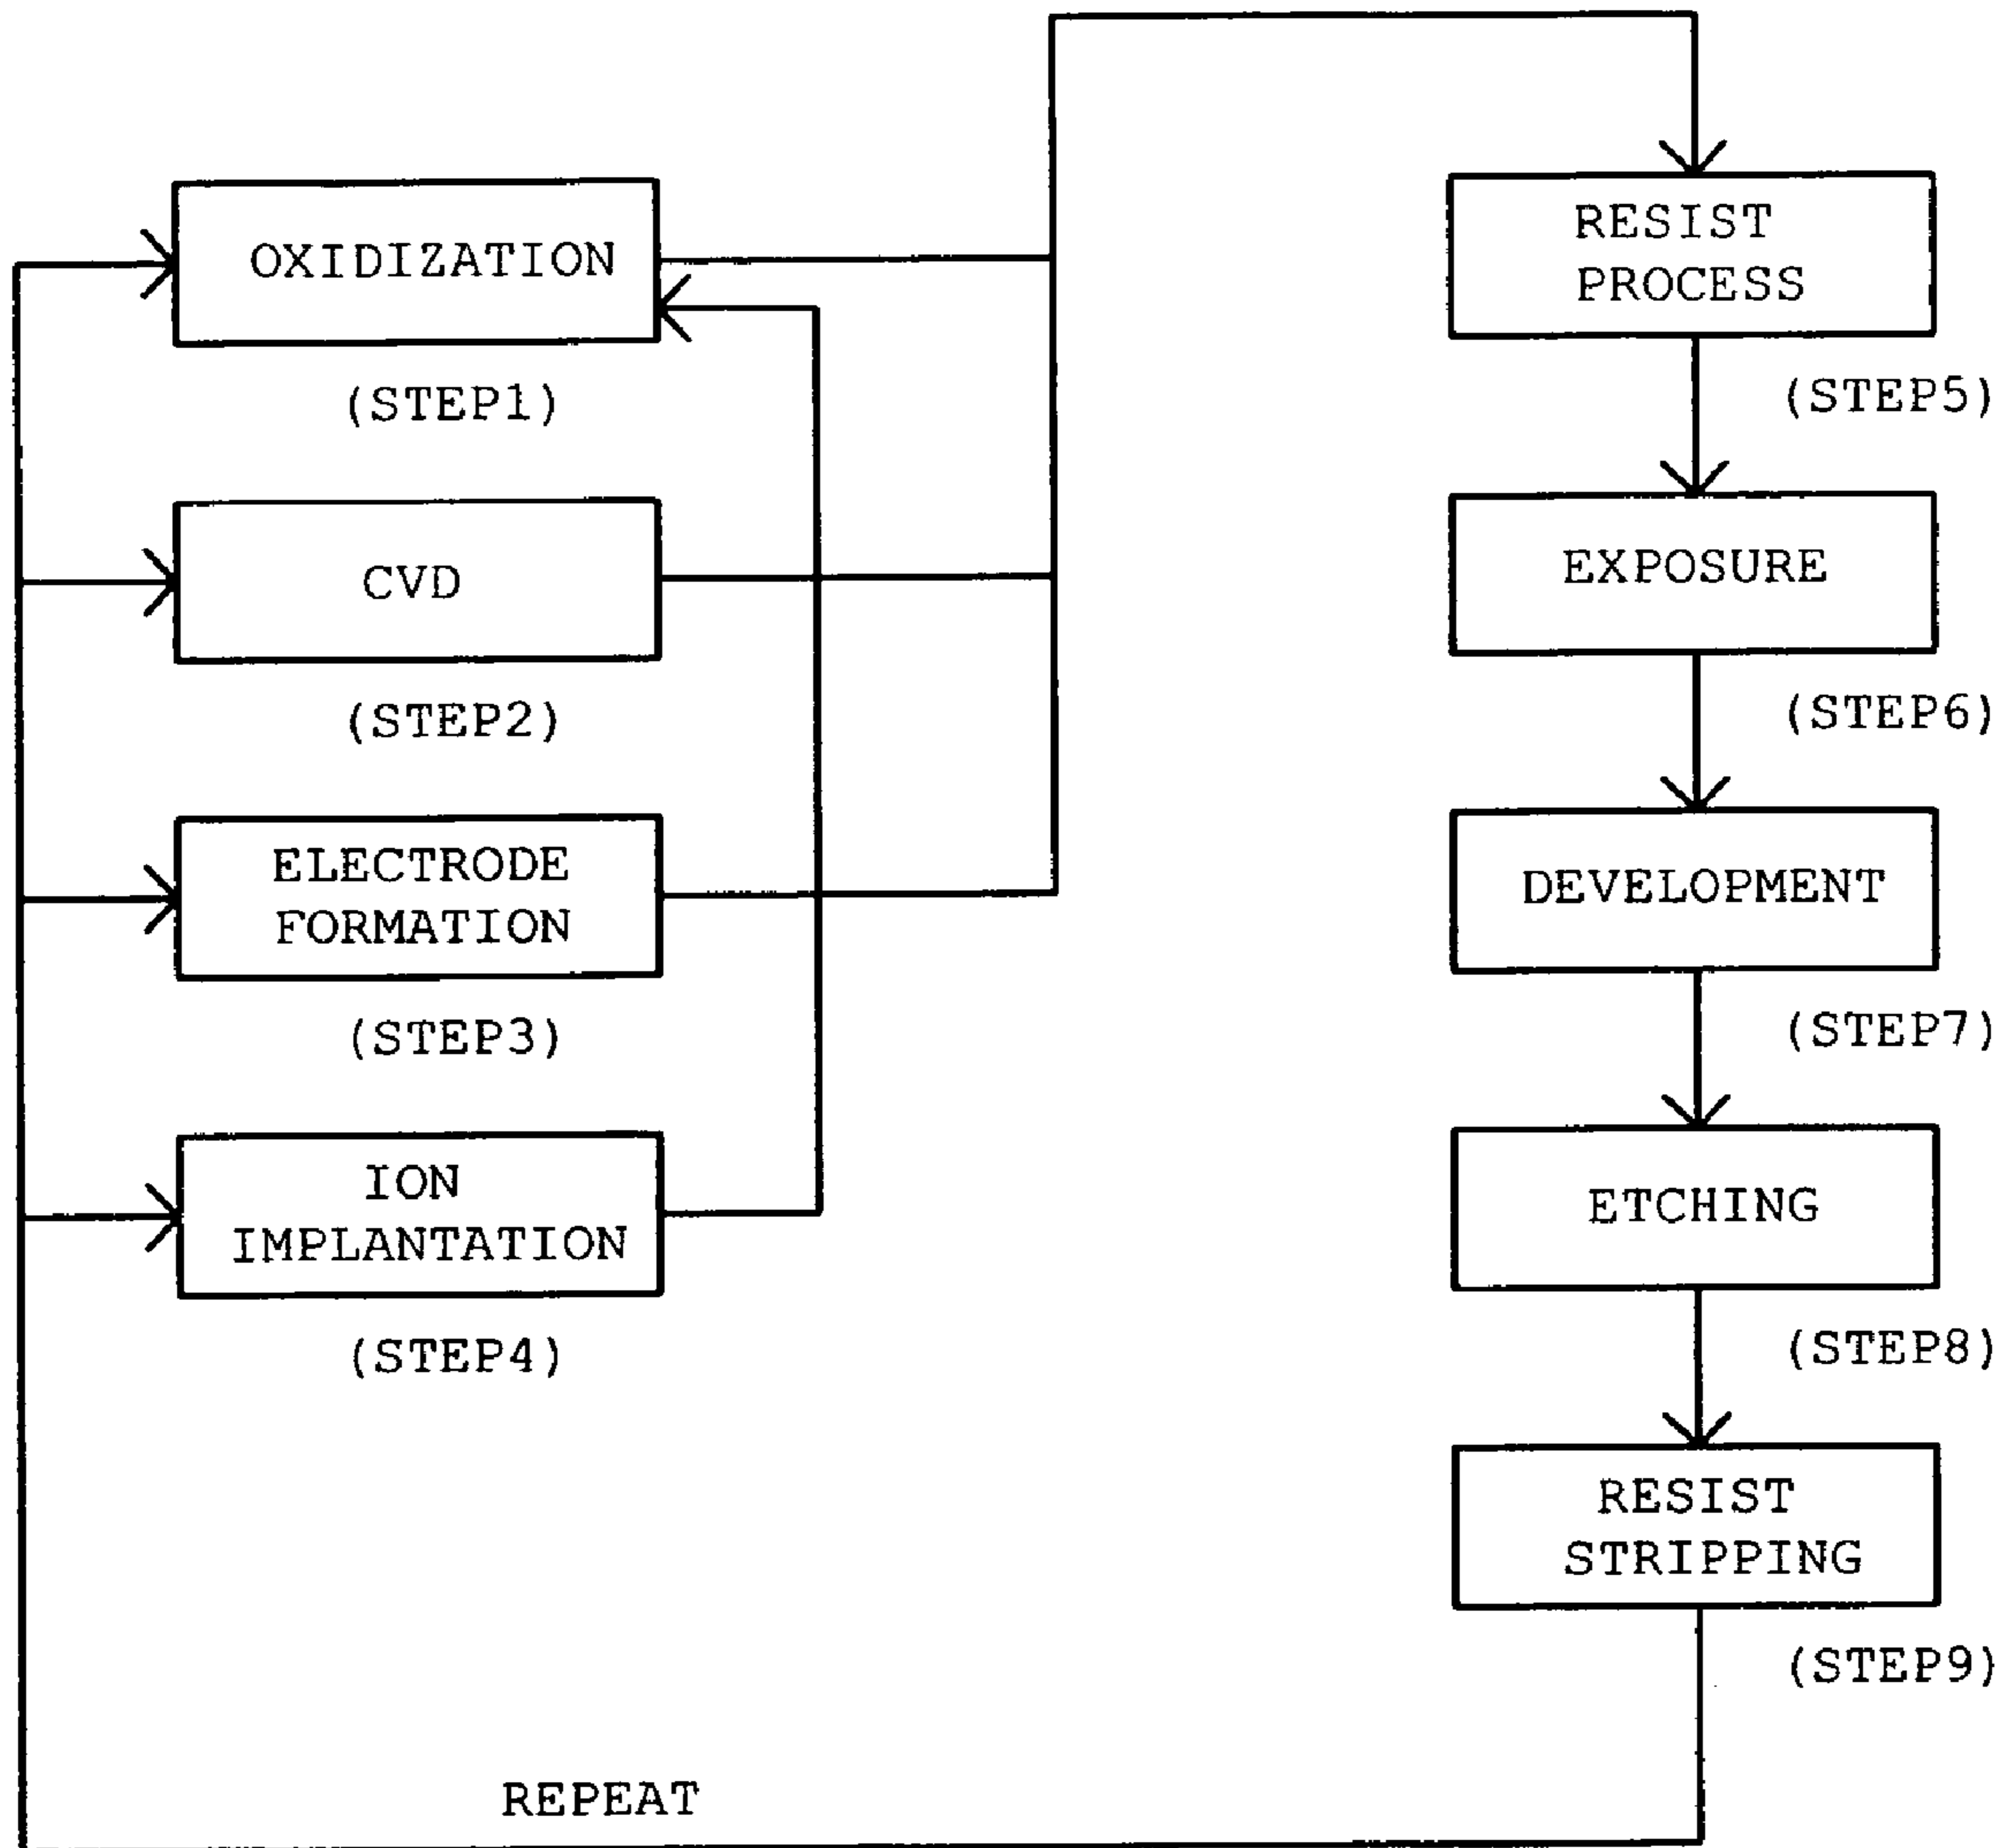 OXIDIZATION
(STEP1)
CVD
(STEP2)
ELECTRODE
FORMATION
(STEP3)
ION
IMPLANTATION
(STEP4)
RESIST
PROCESS
(STEP5)
EXPOSURE
(STEP6)
DEVELOPMENT
(STEP7)
ETCHING
(STEP8)
RESIST
STRIPPING
(STEP9)
REPEAT